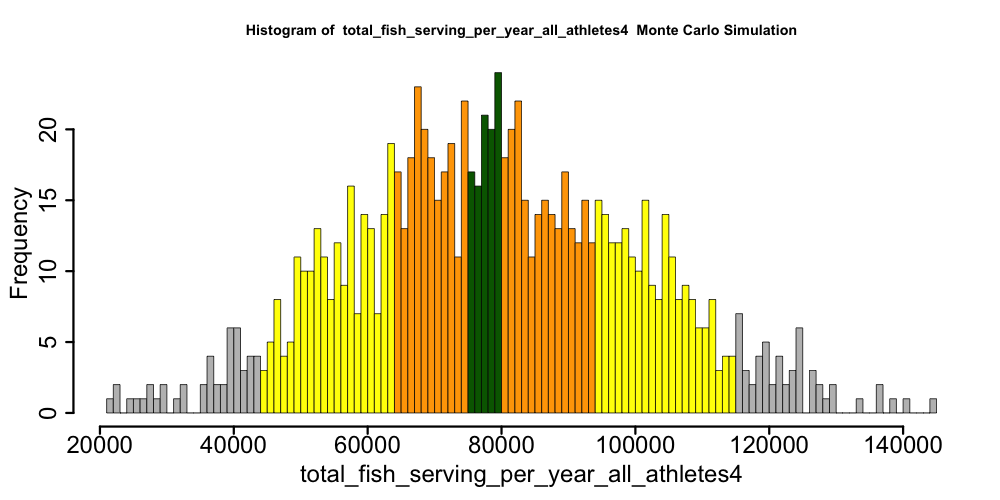 Histogram of  total_fish_serving_per_year_all_athletes4  Monte Carlo Simulation
Frequency
20
15
10
5
0
20000 40000 60000 80000 100000 120000 140000
total_fish_serving_per_year_all_athletes4